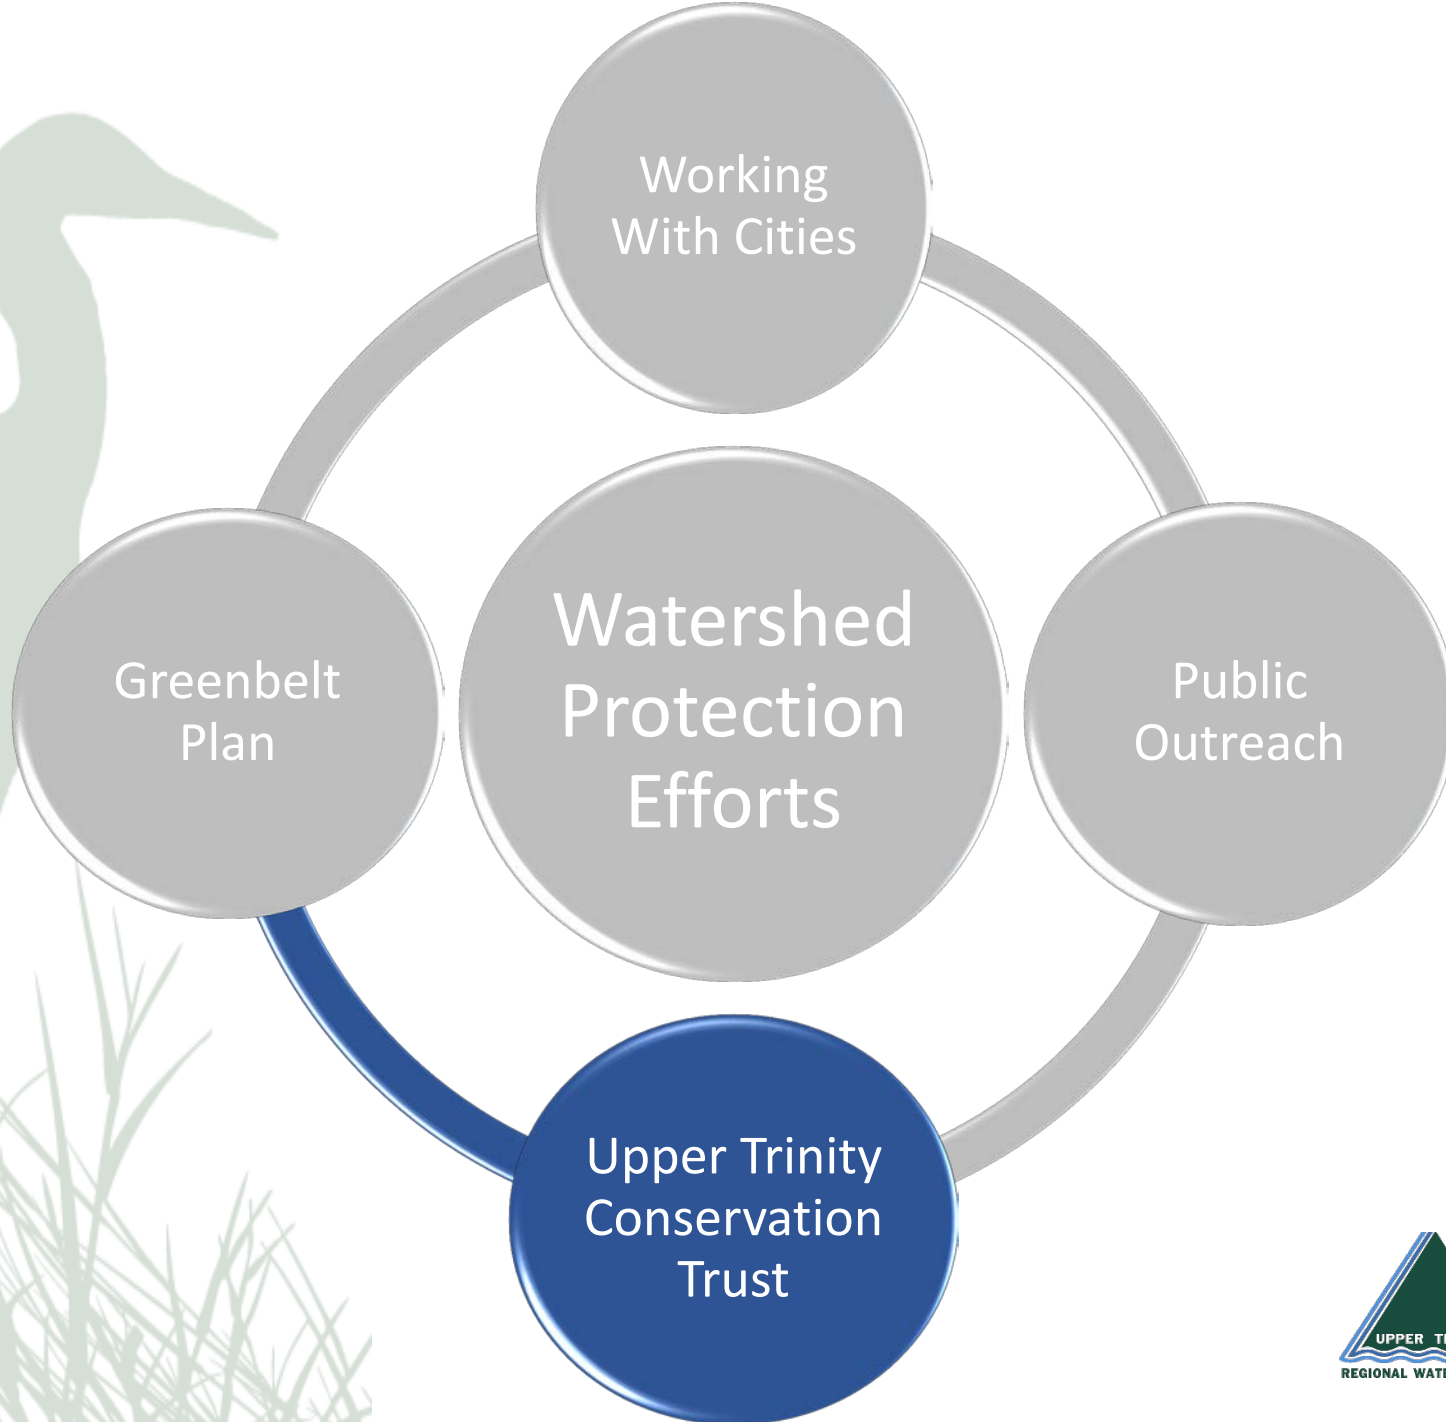 Working
With Cities
Greenbelt
Plan
Watershed
Protection
Efforts
Public
Outreach
Upper Trinity
Conservation
Trust
UPPER
REGIONAL